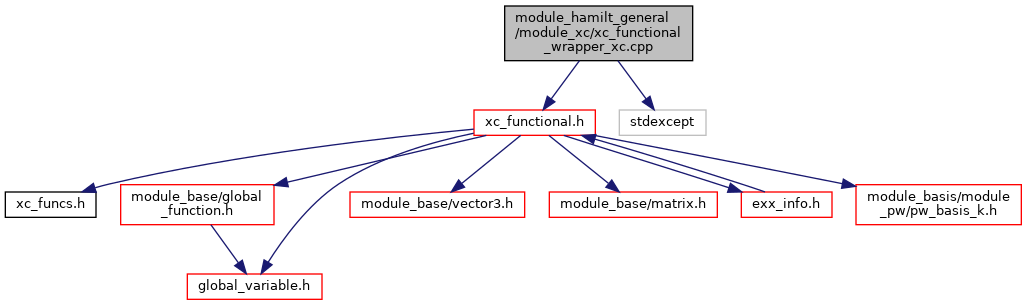 module_hamilt_general
/module_xc/xc_functional
_wrapper_xc.cpp
xc_functional.h
stdexcept
xc_funcs.h
module_base/global
_function.h
module_base/vector3.h
module_base/matrix.h
exx_info.h
module_basis/module
_pw/pw_basis_k.h
global_variable.h